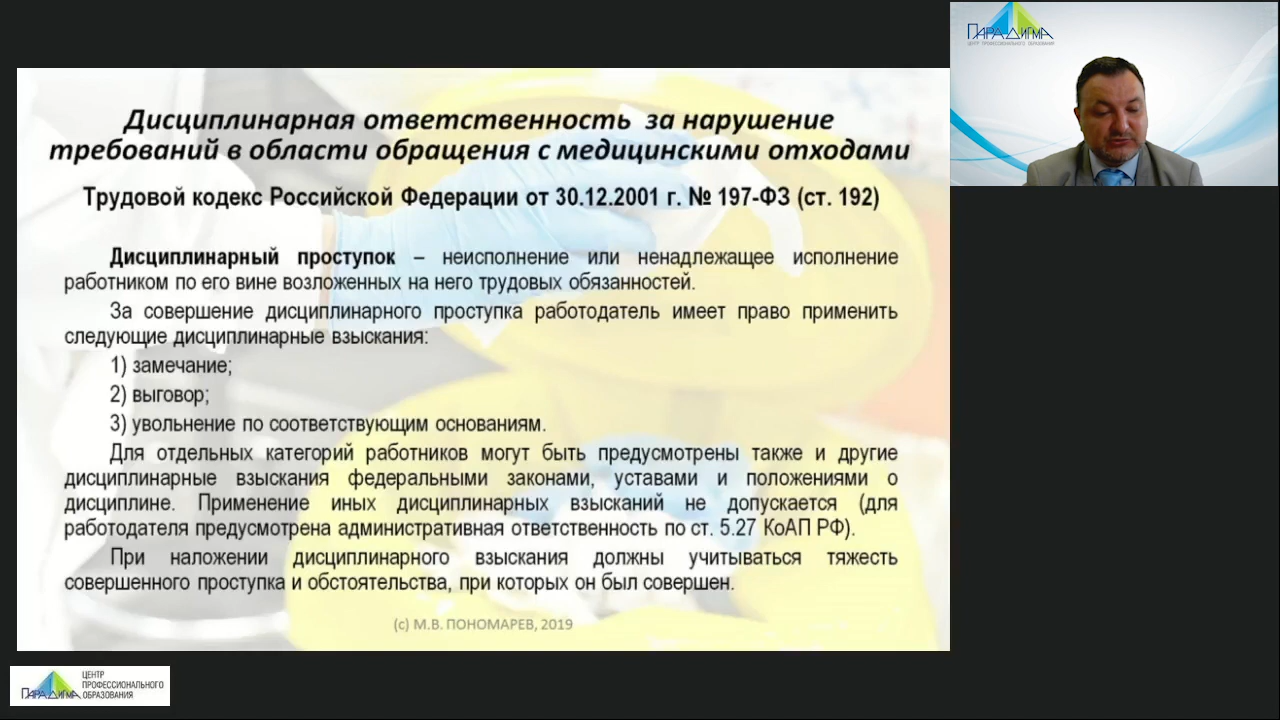 Дисциплинарная ответственность за нарушение
требований в области обращения с медицинскими отходами
Трудовой кодекс Российской Федерации от 30.12.2001 г. № 197-ФЗ (ст. 192)
Дисциплинарный проступок – неисполнение или ненадлежащее исполнение
работником по его вине возложенных на него трудовых обязанностей.
За совершение дисциплинарного проступка работодатель имеет право применить
следующие дисциплинарные взыскания:
1) замечание;
2) выговор;
3) увольнение по соответствующим основаниям.
Для отдельных категорий работников могут быть предусмотрены также и другие
дисциплинарные взыскания федеральными законами, уставами и положениями о
дисциплине. Применение иных дисциплинарных взысканий не допускается (для
работодателя предусмотрена административная ответственность по ст. 5.27 КоАП РФ).
При наложении дисциплинарного взыскания должны учитываться тяжесть
совершенного проступка и обстоятельства, при которых он был совершен.
(с) М.В. ПОНОМАРЕВ, 2019
ПАРАДИГМА
ЦЕНТР ПРОФЕССИОНАЛЬНОГО ОБРАЗОВАНИЯ
ПАРАДИГМА
ЦЕНТР
ПРОФЕССИОНАЛЬНОГО
ОБРАЗОВАНИЯ